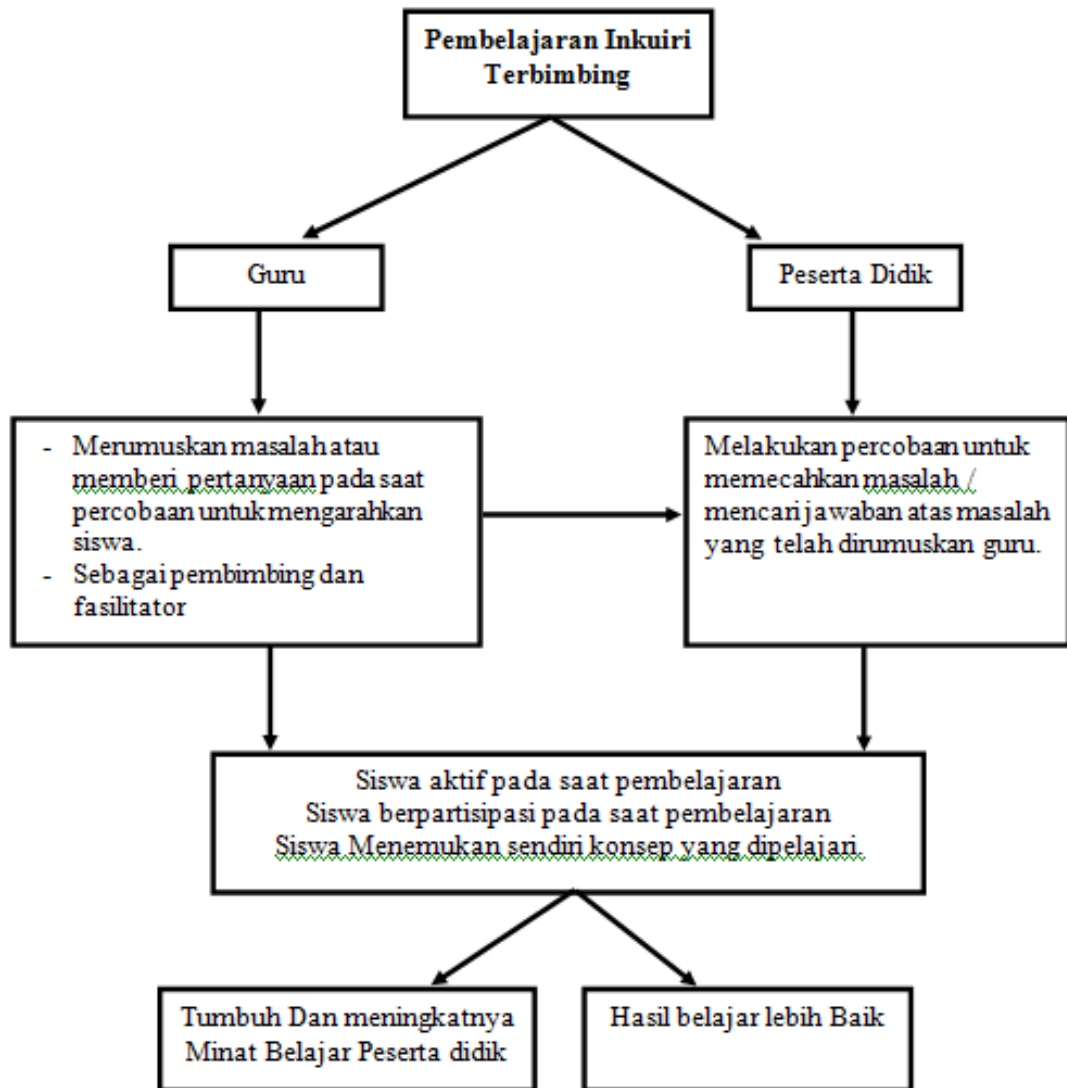 Pembelajaran Inkuiri
Terbimbing
Guru
Peserta Didik
- Merumuskan masalah atau
memberi pertanyaan pada saat
percobaan untuk mengarahkan
siswa.
- Sebagai pembimbing dan
fasilitator
Melakukan percobaan untuk
memecahkan masalah /
mencari jawaban atas masalah
yang telah dirumuskan guru.
Siswa aktif pada saat pembelajaran
Siswa berpartisipasi pada saat pembelajaran
Siswa Menemukan sendiri konsep yang dipelajari.
Tumbuh Dan meningkatnya
Minat Belajar Peserta didik
Hasil belajar lebih Baik